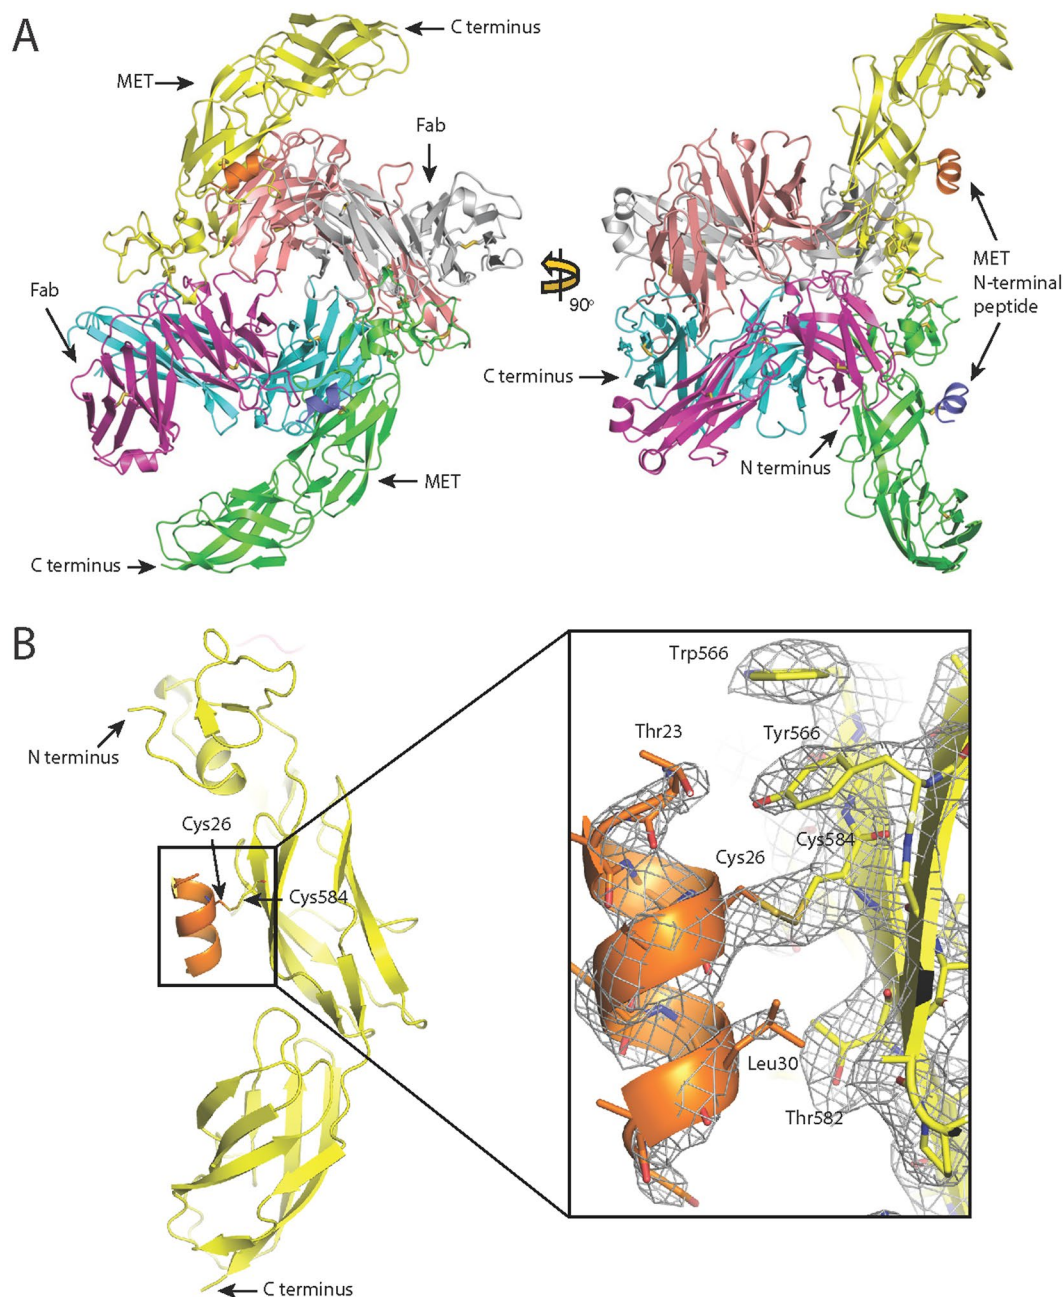 A
C terminus
MET
Fab
Fab
90°
MET
N-terminal
peptide
C terminus
N terminus
MET
C terminus
B
N terminus
Cys26
Cys584
C terminus
Trp566
Thr23
Tyr566
Cys26
Cys584
Leu30
Thr582